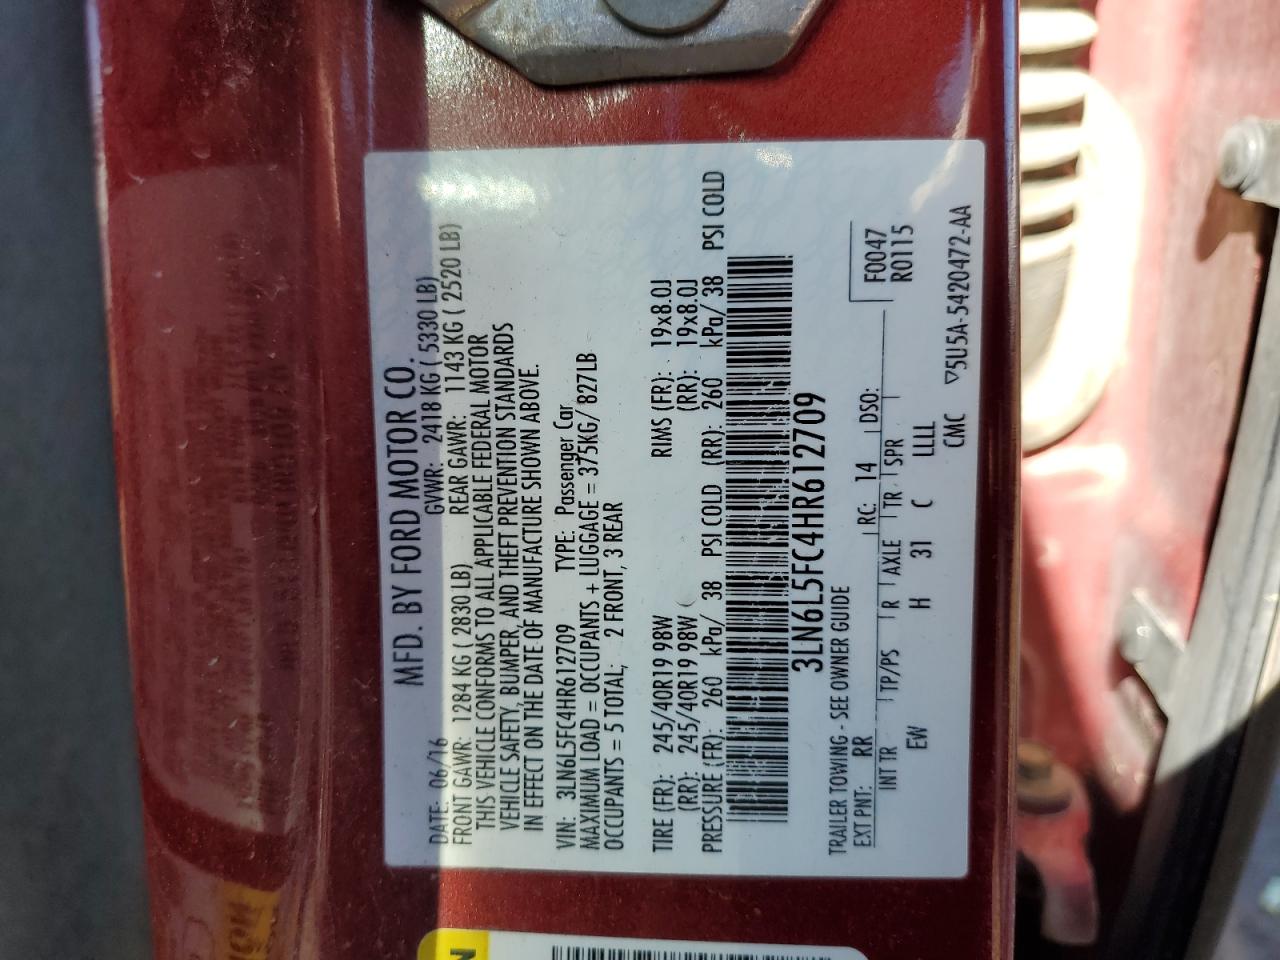 MFD. BY FORD MOTOR CO.
DATE: 06/16 GVWR: 2418 KG ( 5330 LB)
FRONT GAWR: 1284 KG ( 2830 LB) REAR GAWR: 1143 KG ( 2520 LB)
THIS VEHICLE CONFORMS TO ALL APPLICABLE FEDERAL MOTOR
VEHICLE SAFETY, BUMPER, AND THEFT PREVENTION STANDARDS
IN EFFECT ON THE DATE OF MANUFACTURE SHOWN ABOVE.
VIN: 3LN6L5FC4HR612709 TYPE: Passenger Car
MAXIMUM LOAD = OCCUPANTS + LUGGAGE = 375KG/ 827LB
OCCUPANTS = 5 TOTAL; 2 FRONT, 3 REAR
TIRE (FR): 245/40R19 98W RIMS (FR): 19x8.0J
(RR): 245/40R19 98W (RR): 19x8.0J
PRESSURE (FR): 260 kPa/ 38 PSI COLD (RR): 260 kPa/ 38 PSI COLD
3LN6L5FC4HR612709
TRAILER TOWING - SEE OWNER GUIDE F0047
EXT PNT: RR RC: 14 DSO: R0115
INT TR TP/PS R AXLE TR SPR
EW H 31 C LLLL
CMC ▽5U5A-5420472-AA